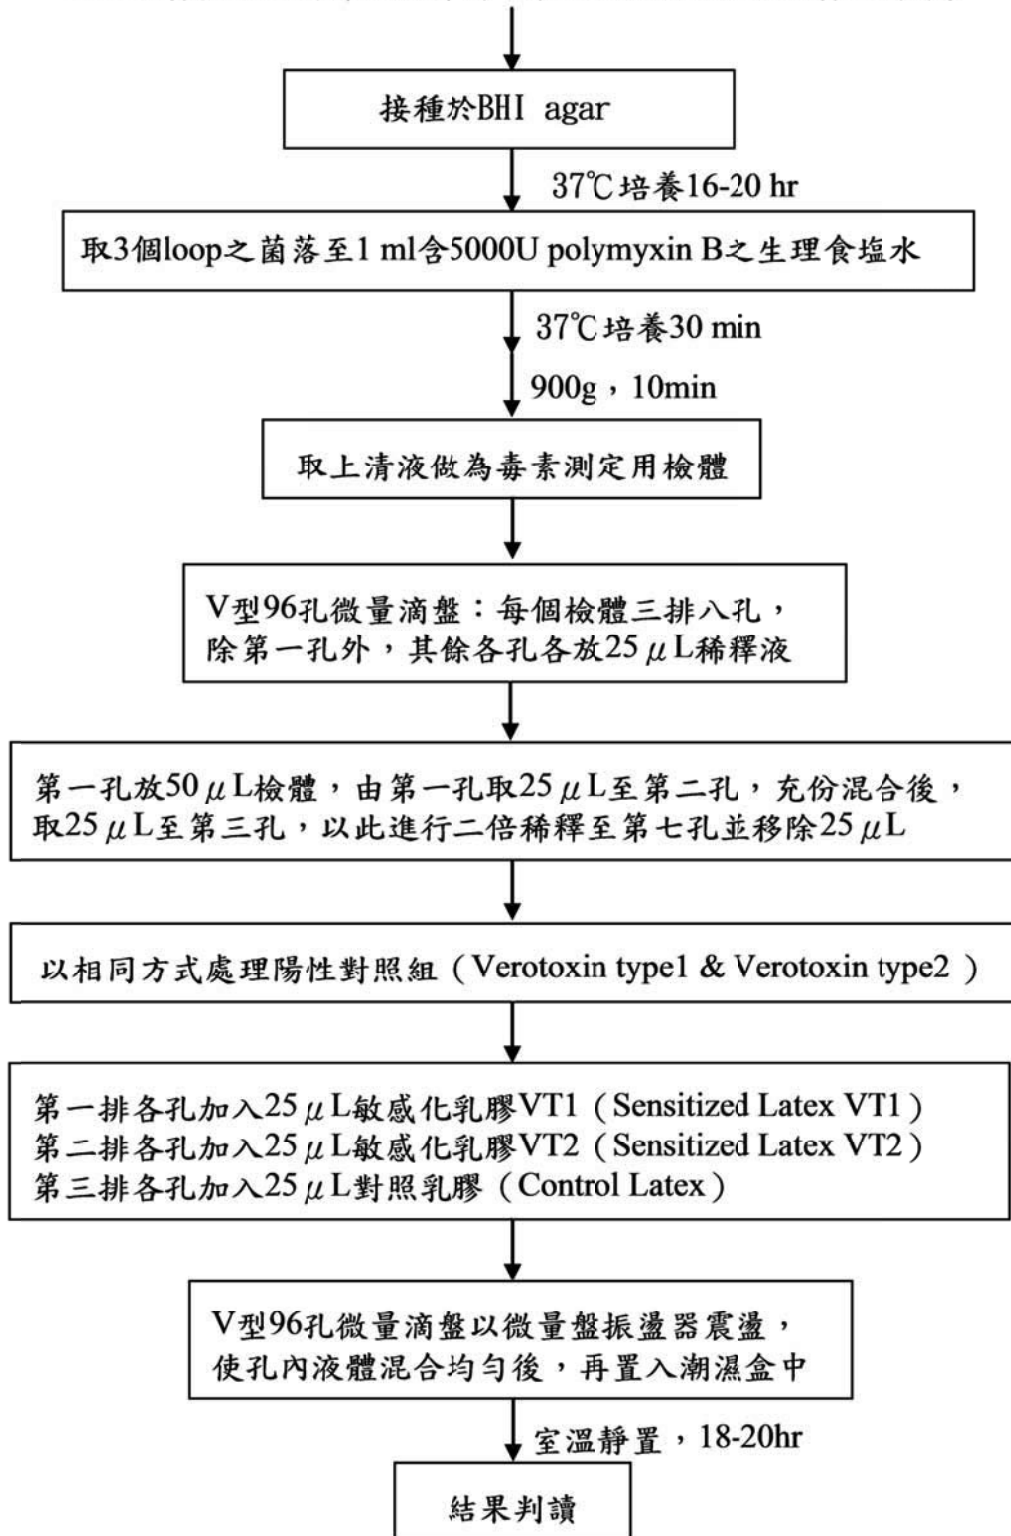 接種於BHI agar
37℃培養16-20 hr
取3個loop之菌落至1 ml含5000U polymyxin B之生理食塩水
37℃培養30 min
900g，10min
取上清液做為毒素測定用檢體
V型96孔微量滴盤：每個檢體三排八孔，
除第一孔外，其餘各孔各放25μL稀釋液
第一孔放50μL檢體，由第一孔取25μL至第二孔，充份混合後，
取25μL至第三孔，以此進行二倍稀釋至第七孔並移除25μL
以相同方式處理陽性對照組（Verotoxin type1 & Verotoxin type2）
第一排各孔加入25μL敏感化乳膠VT1（Sensitized Latex VT1）
第二排各孔加入25μL敏感化乳膠VT2（Sensitized Latex VT2）
第三排各孔加入25μL對照乳膠（Control Latex）
V型96孔微量滴盤以微量盤振盪器震盪，
使孔內液體混合均勻後，再置入潮濕盒中
室溫靜置，18-20hr
結果判讀